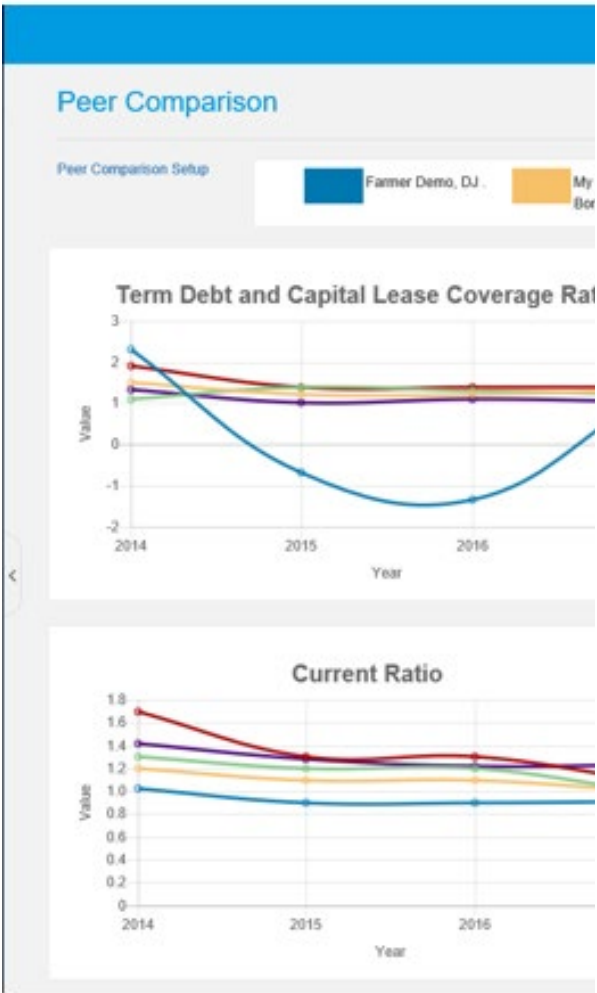 Peer Comparison
Peer Comparison Setup
Farmer Demo, DJ .
My
Bor
Term Debt and Capital Lease Coverage Rat
3
2
1
0
-1
-2
Value
2014 2015 2016
Year
Current Ratio
1.8
1.6
1.4
1.2
1.0
0.8
0.6
0.4
0.2
0
Value
2014 2015 2016
Year